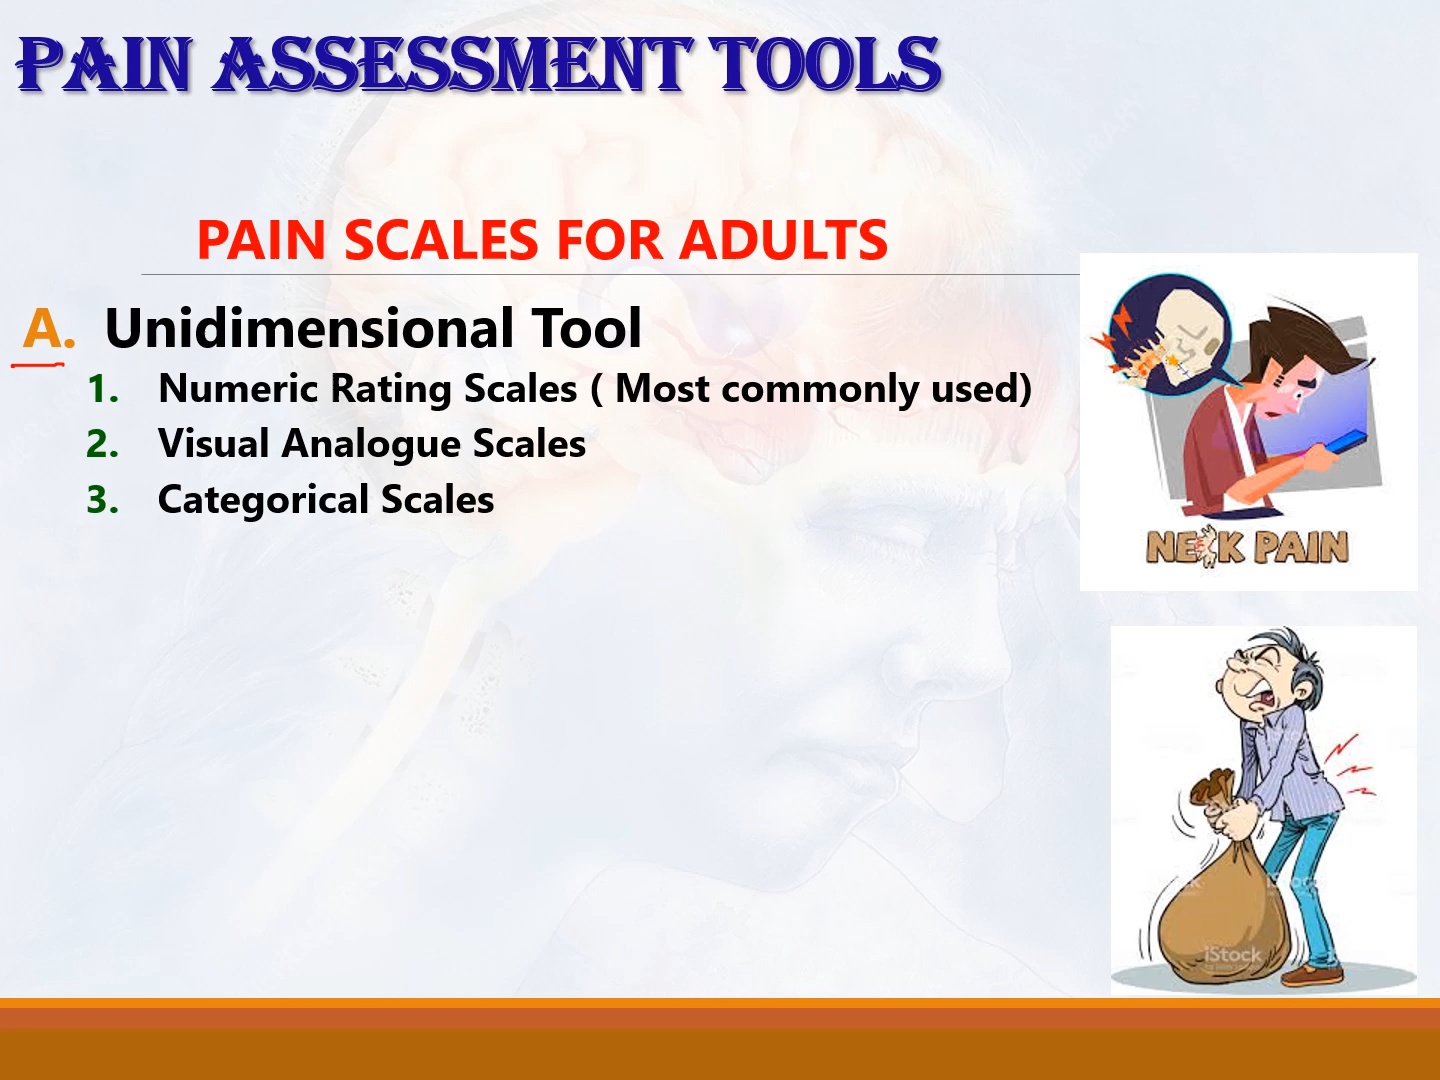 PAIN ASSESSMENT TOOLS
PAIN SCALES FOR ADULTS
A. Unidimensional Tool
1. Numeric Rating Scales ( Most commonly used)
2. Visual Analogue Scales
3. Categorical Scales
NECK PAIN
iStock